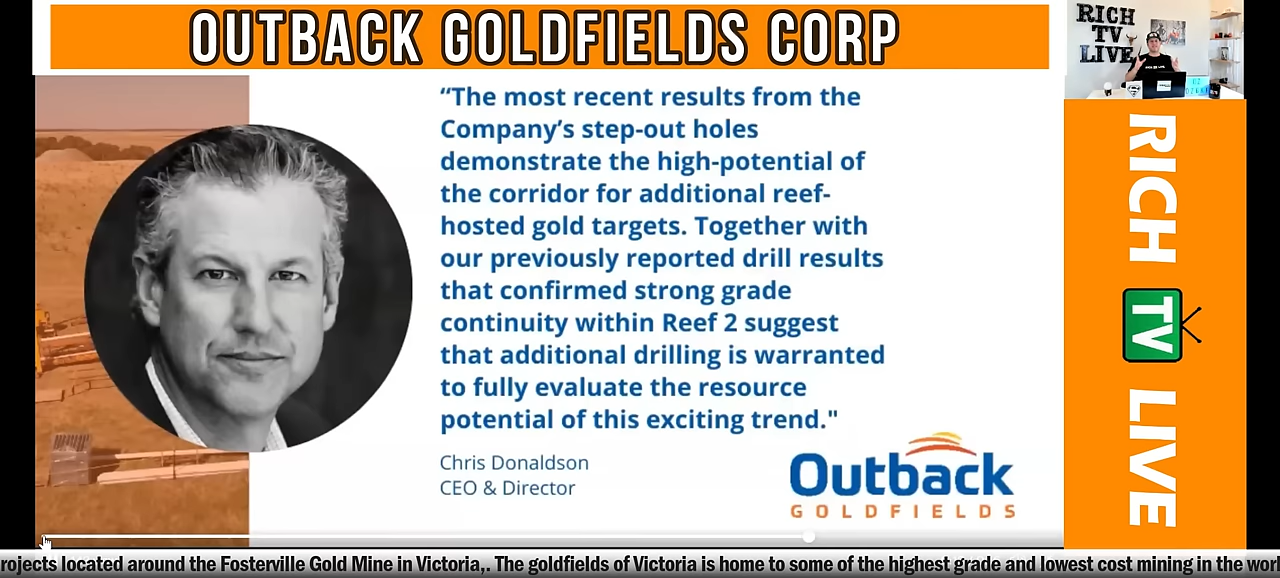 OUTBACK GOLDFIELDS CORP
RICH
TV
LIVE
“The most recent results from the
Company’s step-out holes
demonstrate the high-potential of
the corridor for additional reef-
hosted gold targets. Together with
our previously reported drill results
that confirmed strong grade
continuity within Reef 2 suggest
that additional drilling is warranted
to fully evaluate the resource
potential of this exciting trend."
Chris Donaldson
CEO & Director
Outback
GOLDFIELDS
RICH
TV
LIVE
rojects located around the Fosterville Gold Mine in Victoria,. The goldfields of Victoria is home to some of the highest grade and lowest cost mining in the wor